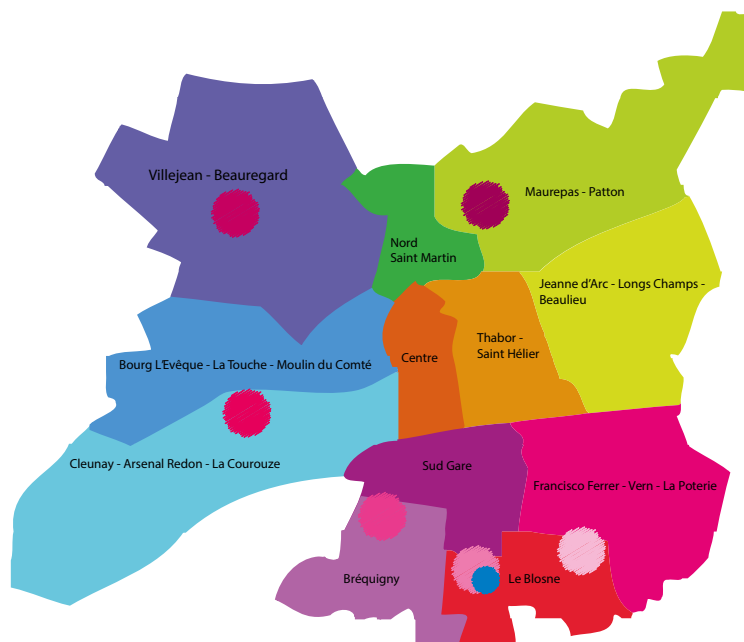 Villejean - Beauregard
Maurepas - Patton
Nord
Saint Martin
Jeanne d'Arc - Longs Champs -
Beaulieu
Thabor -
Saint Hélier
Centre
Bourg L'Evêque - La Touche - Moulin du Comté
Cleunay - Arsenal Redon - La Courouze
Sud Gare
Francisco Ferrer - Vern - La Poterie
Bréquigny
Le Blosne